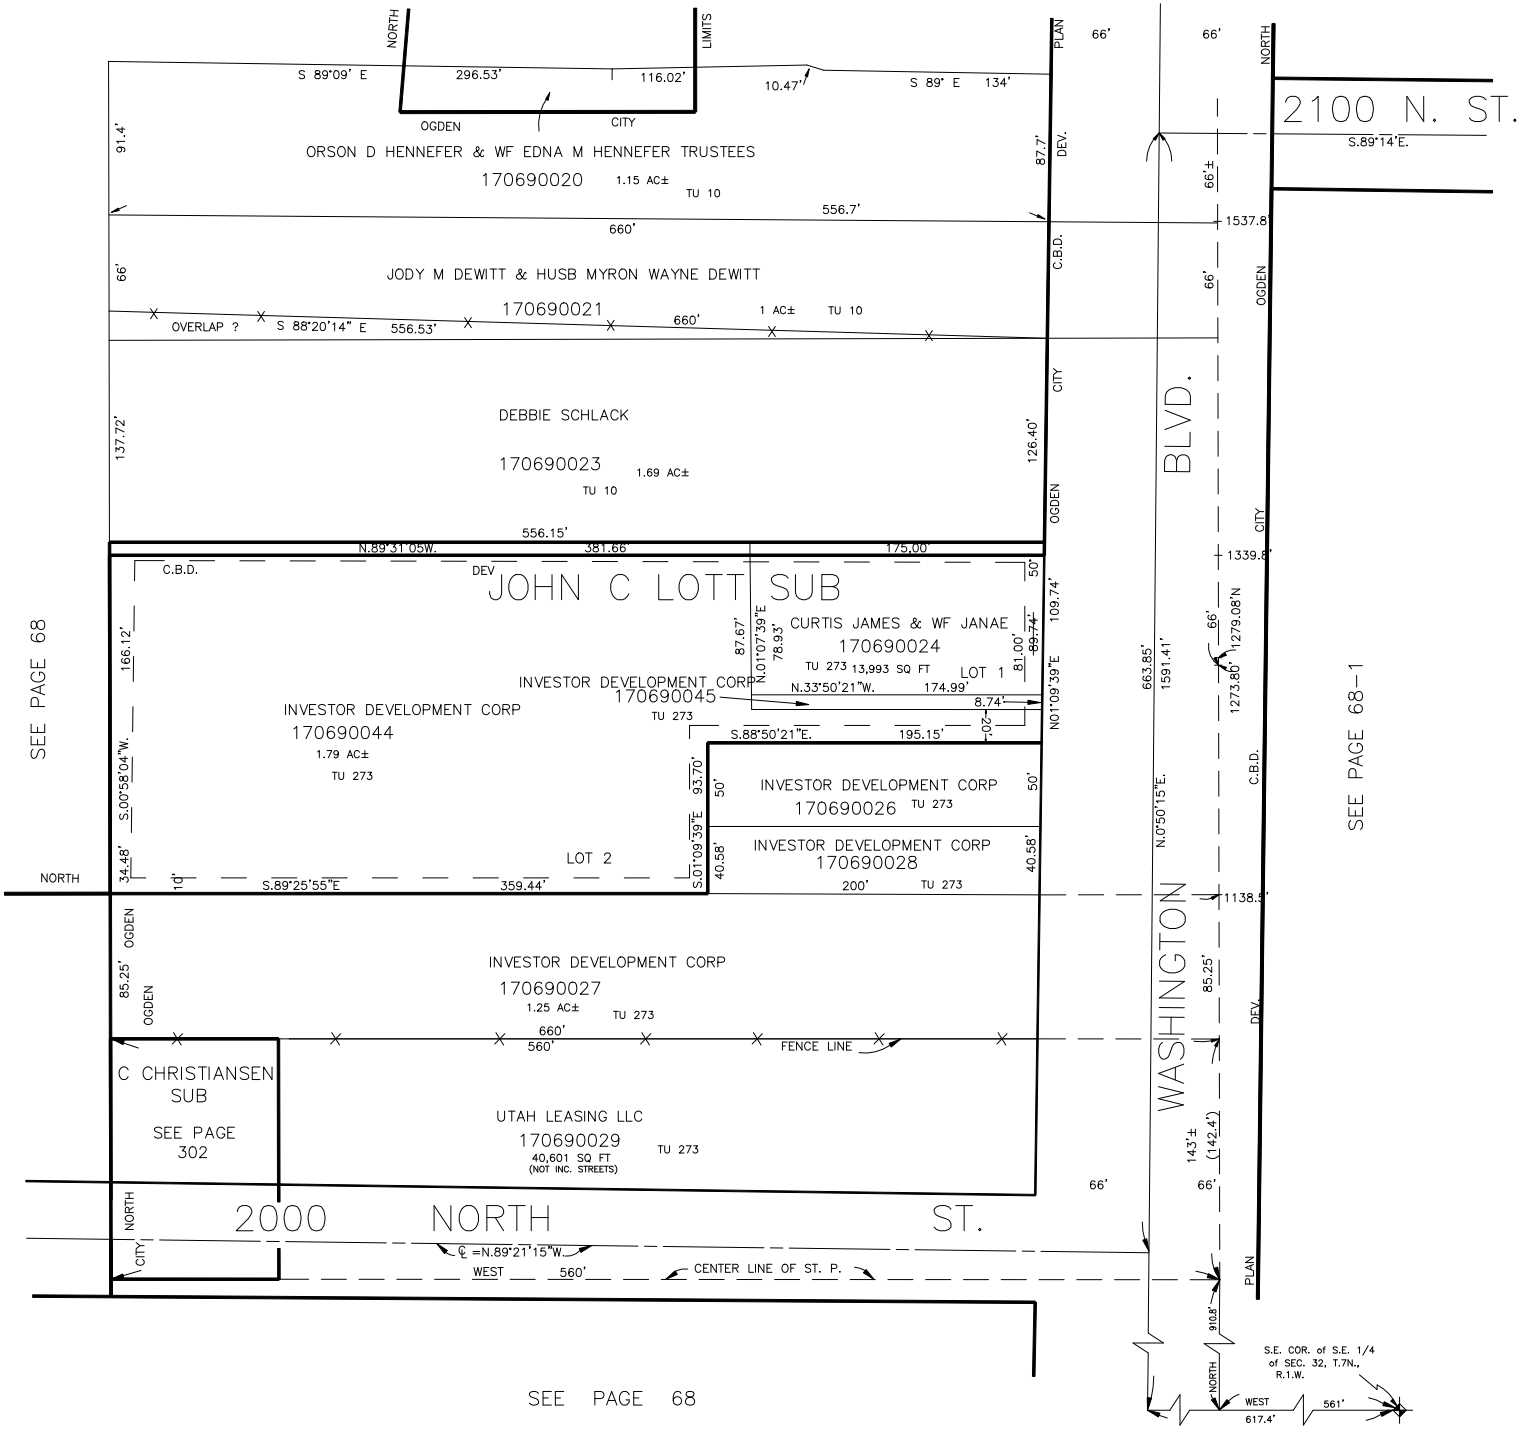 NORTH
LIMITS
PLAN
66'
66'
NORTH
S 89°09' E
296.53'
116.02'
10.47'
S 89° E
134'
2100 N. ST.
S.89°14'E.
OGDEN
CITY
91.4'
87.7'
DEV.
ORSON D HENNEFER & WF EDNA M HENNEFER TRUSTEES
170690020
1.15 AC±
TU 10
66'±
556.7'
660'
1537.8'
C.B.D.
66'
66'
OGDEN
JODY M DEWITT & HUSB MYRON WAYNE DEWITT
170690021
1 AC±
TU 10
OVERLAP ?
S 88°20'14" E
556.53'
660'
CITY
BLVD.
137.72'
DEBBIE SCHLACK
126.40'
170690023
1.69 AC±
TU 10
OGDEN
CITY
556.15'
N.89°31'05W.
381.66'
175.00'
1339.8'
C.B.D.
DEV
50'
JOHN C LOTT SUB
109.74'
SEE PAGE 68
166.12'
87.67'
N.01°07'39"E
78.93'
CURTIS JAMES & WF JANAE
170690024
TU 273
13,993 SQ FT
LOT 1
81.00'
89.74'
N01°09'39"E
N.33°50'21"W.
174.99'
66'
1279.08'N
1273.80'
663.85'
1591.41'
SEE PAGE 68-1
INVESTOR DEVELOPMENT CORP
170690045
TU 273
8.74'
20'
INVESTOR DEVELOPMENT CORP
170690044
1.79 AC±
TU 273
S.88°50'21"E.
195.15'
S.00°58'04"W.
93.70'
50'
INVESTOR DEVELOPMENT CORP
170690026
TU 273
50'
C.B.D.
N.0°50'15"E.
INVESTOR DEVELOPMENT CORP
170690028
40.58'
40.58'
S.01°09'39"E
34.48'
LOT 2
NORTH
10'
S.89°25'55"E
359.44'
200'
TU 273
1138.5'
OGDEN
85.25'
OGDEN
INVESTOR DEVELOPMENT CORP
170690027
1.25 AC±
TU 273
85.25'
WASHINGTON
DEV.
660'
560'
FENCE LINE
C CHRISTIANSEN
SUB
SEE PAGE
302
UTAH LEASING LLC
170690029
40,601 SQ FT
(NOT INC. STREETS)
TU 273
143'±
(142.4')
66'
66'
NORTH
CITY
2000 NORTH ST.
℄ =N.89°21'15"W.
WEST
560'
CENTER LINE OF ST. P.
PLAN
910.8'
NORTH
S.E. COR. of S.E. 1/4
of SEC. 32, T.7N.,
R.1.W.
WEST
617.4'
561'
SEE PAGE 68